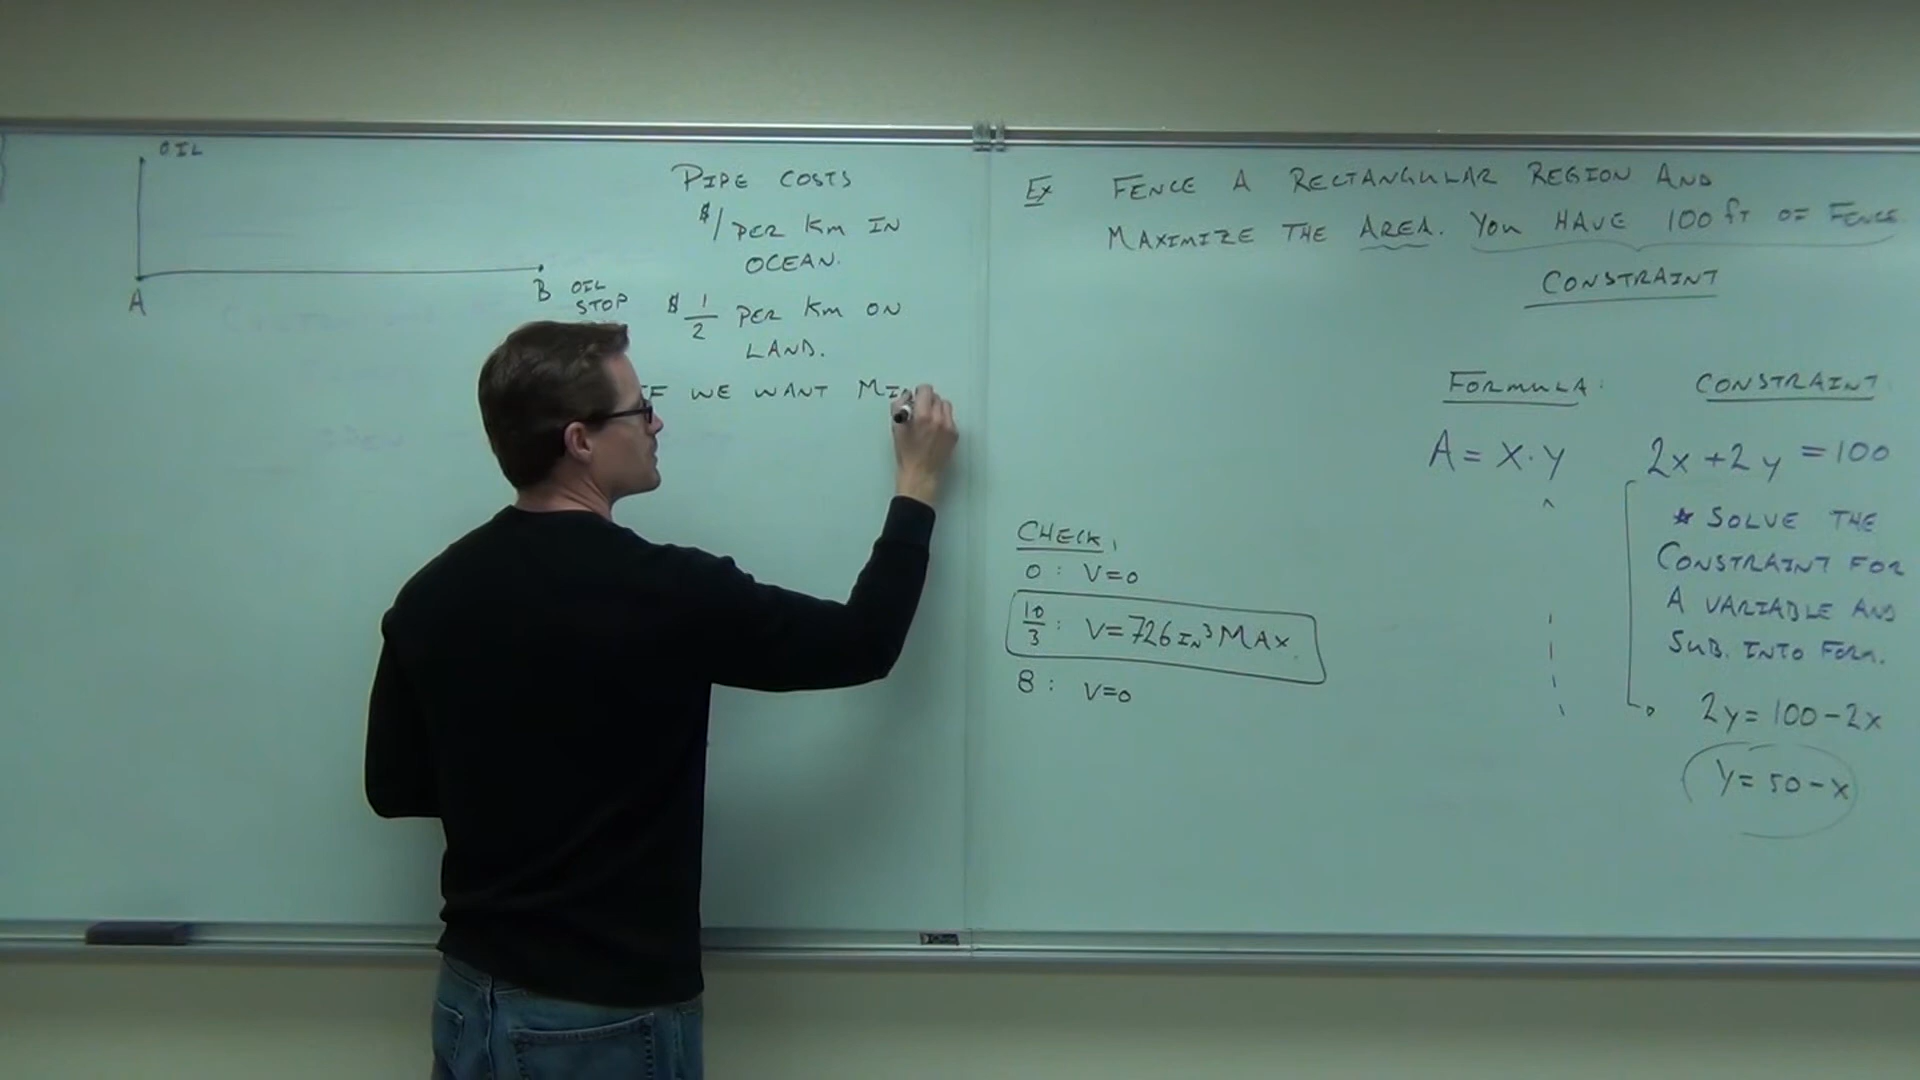 OIL
A
B OIL
STOP
PIPE COSTS
$1 PER KM IN
OCEAN.
$ 1/2 PER KM ON
LAND.
IF WE WANT MIN
Ex FENCE A RECTANGULAR REGION AND
MAXIMIZE THE AREA. YOU HAVE 100 ft OF FENCE
CONSTRAINT
FORMULA: CONSTRAINT
A = X·Y 2x + 2y = 100
* SOLVE THE
CONSTRAINT FOR
A VARIABLE AND
SUB. INTO FORM.
2y = 100 - 2x
y = 50 - x
CHECK,
0 : V=0
10/3 : V=726 IN³ MAX.
8 : V=0